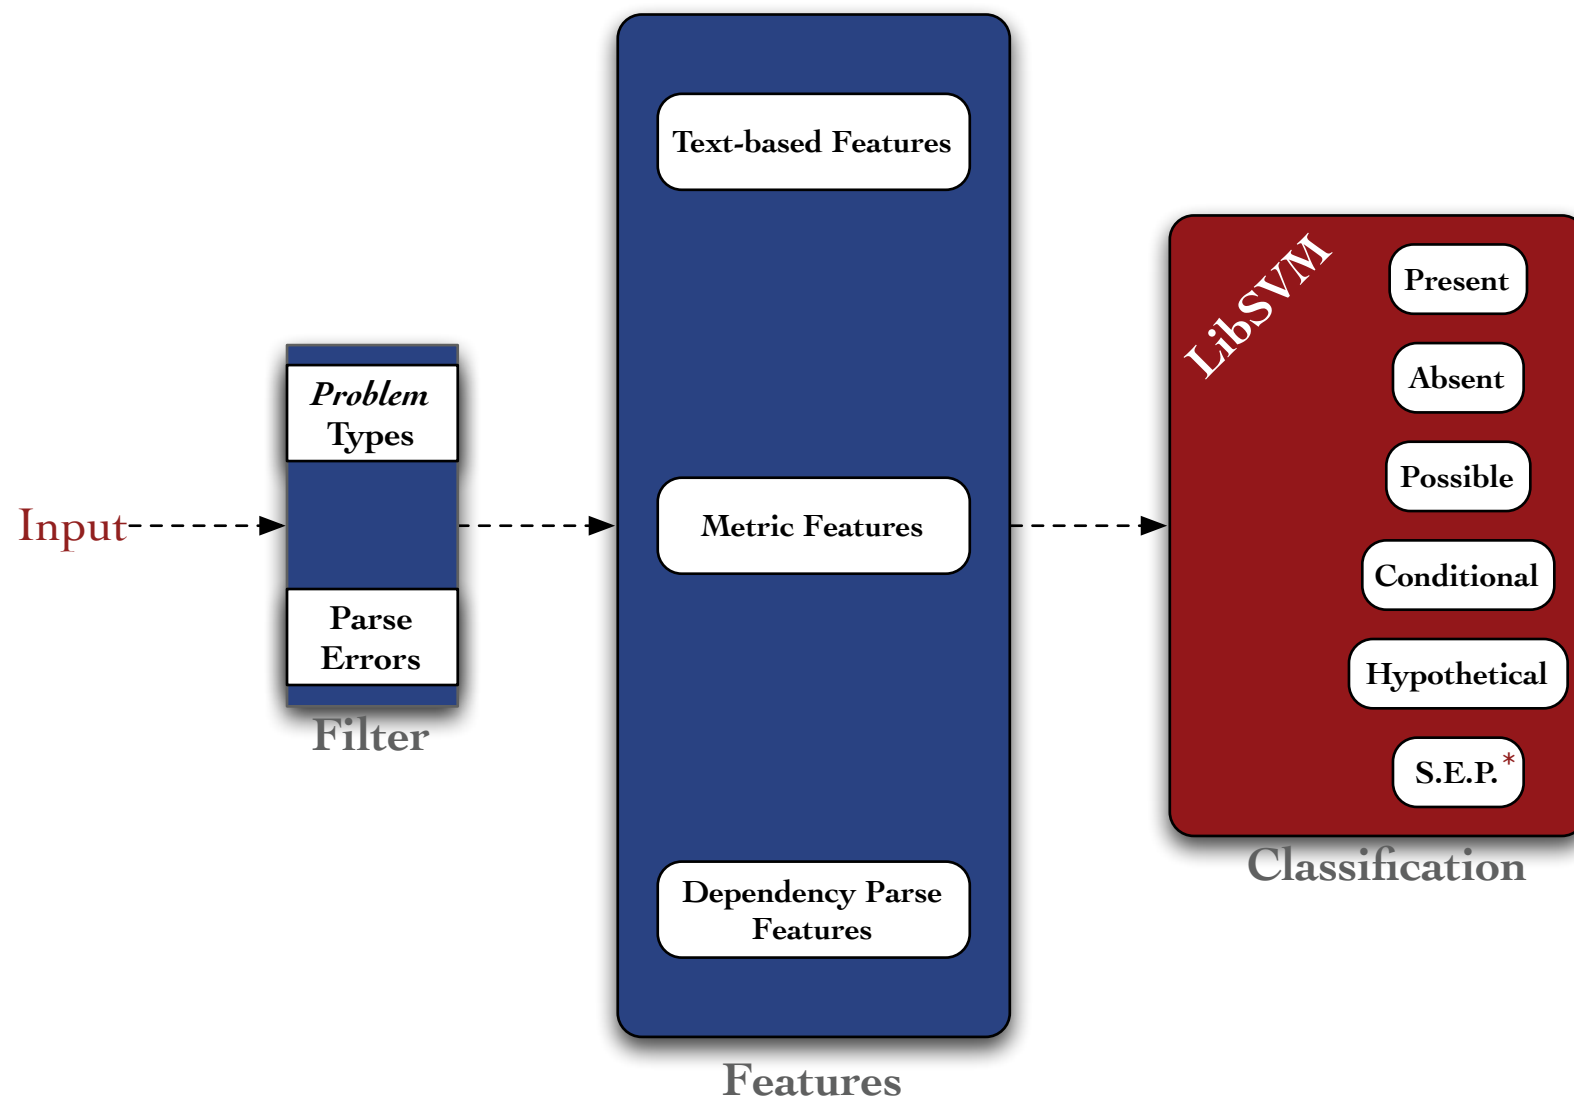 Input
Problem
Types
Parse
Errors
Filter
Text-based Features
Metric Features
Dependency Parse
Features
Features
LibSVM
Present
Absent
Possible
Conditional
Hypothetical
S.E.P.*
Classification